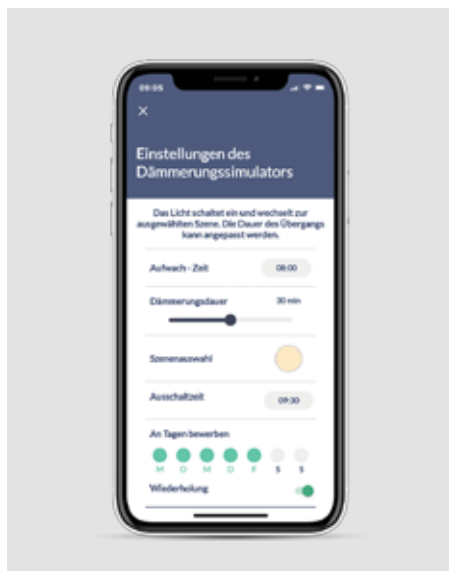 09:05
Einstellungen des
Dämmerungssimulators
Das Licht schaltet ein und wechselt zur
ausgewählten Szene. Die Dauer des Übergangs
kann angepasst werden.
Aufwach - Zeit 08:00
Dämmerungsdauer 30 min
Szenenauswahl
Ausschaltzeit 09:30
An Tagen bewerben
M D M D F S S
Wiederholung